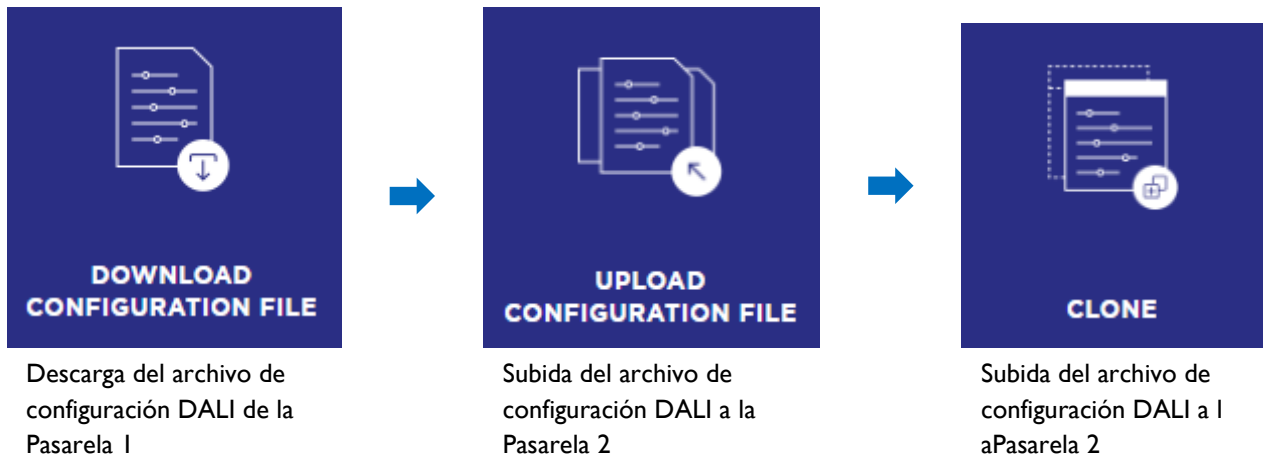 DOWNLOAD
CONFIGURATION FILE
Descarga del archivo de
configuración DALI de la
Pasarela 1
UPLOAD
CONFIGURATION FILE
Subida del archivo de
configuración DALI a la
Pasarela 2
CLONE
Subida del archivo de
configuración DALI a l
aPasarela 2